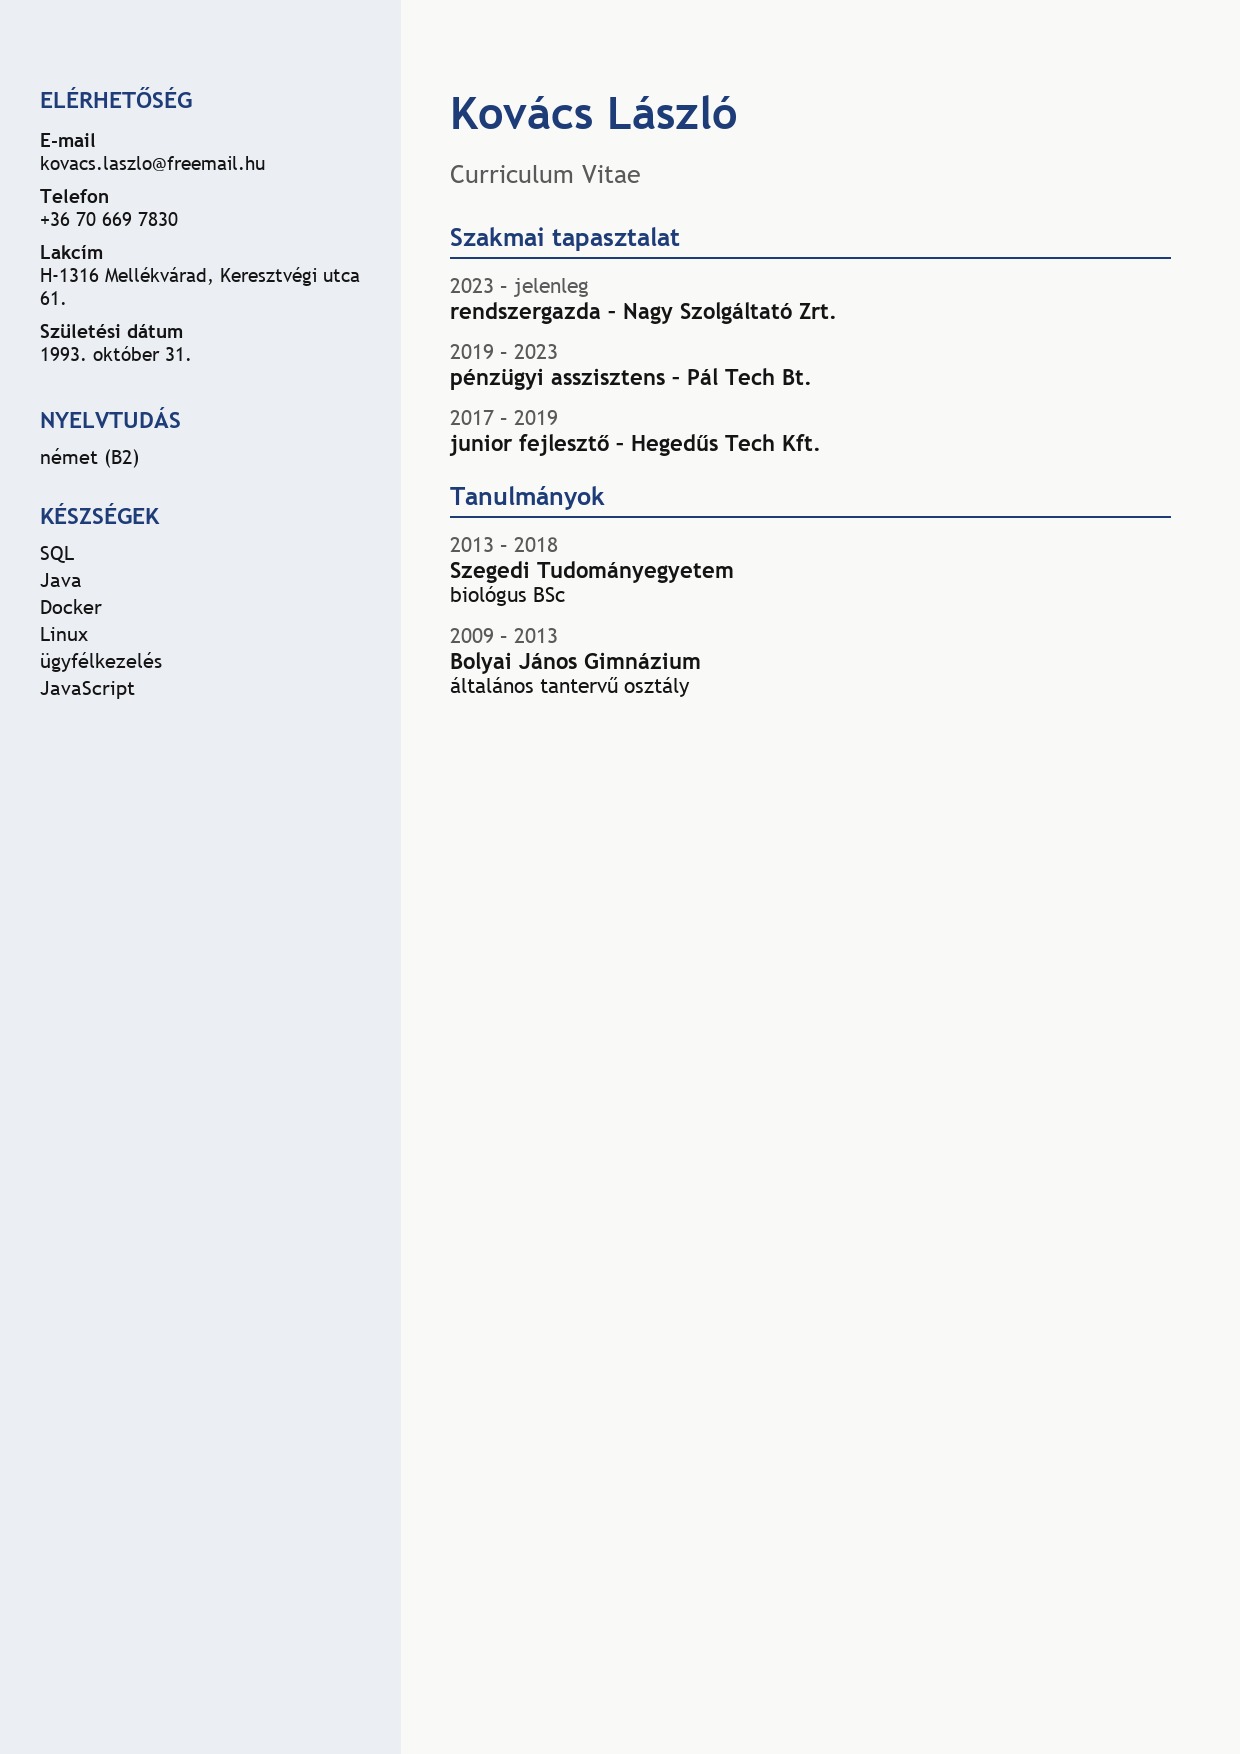 ELÉRHETŐSÉG
E-mail
kovacs.laszlo@freemail.hu
Telefon
+36 70 669 7830
Lakcím
H-1316 Mellékvárad, Keresztvégi utca
61.
Születési dátum
1993. október 31.
NYELVTUDÁS
német (B2)
KÉSZSÉGEK
SQL
Java
Docker
Linux
ügyfélkezelés
JavaScript
Kovács László
Curriculum Vitae
Szakmai tapasztalat
2023 – jelenleg
rendszergazda – Nagy Szolgáltató Zrt.
2019 – 2023
pénzügyi asszisztens – Pál Tech Bt.
2017 – 2019
junior fejlesztő – Hegedűs Tech Kft.
Tanulmányok
2013 – 2018
Szegedi Tudományegyetem
biológus BSc
2009 – 2013
Bolyai János Gimnázium
általános tantervű osztály